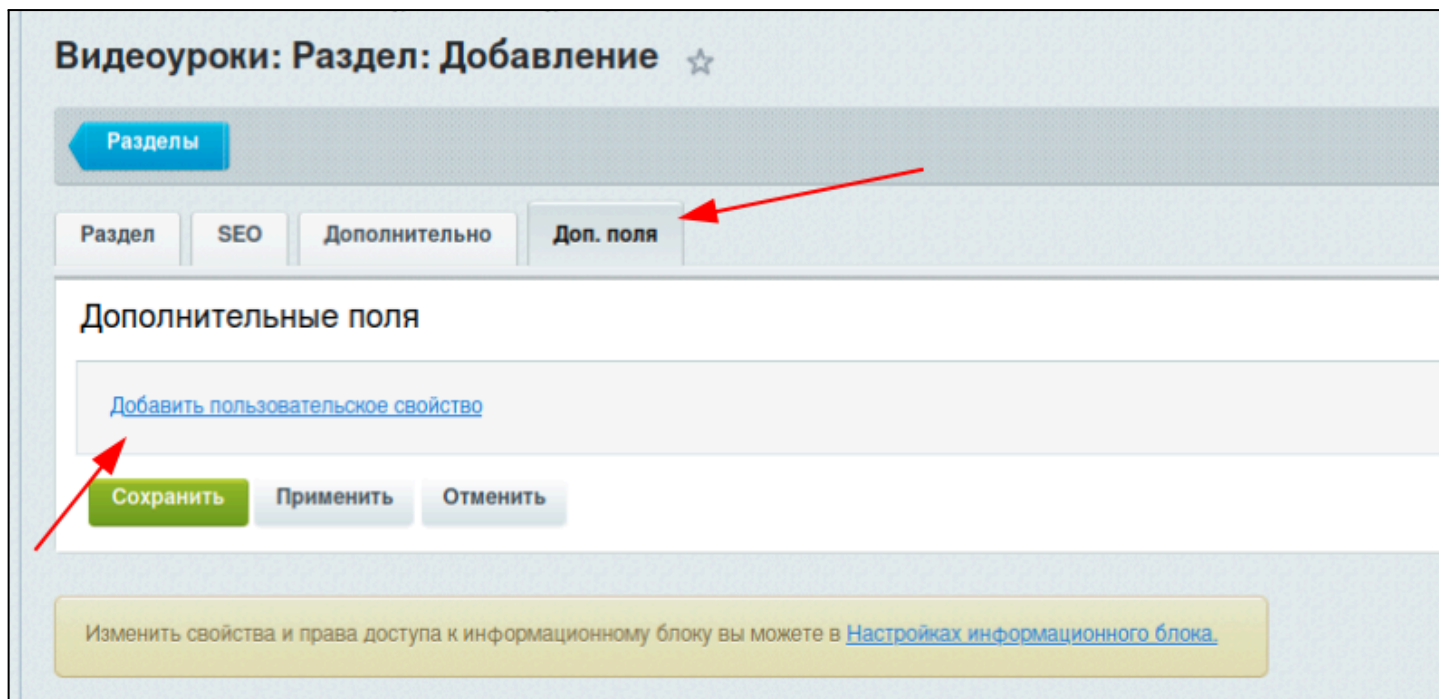 Видеоуроки: Раздел: Добавление
Разделы
Раздел SEO Дополнительно Доп. поля
Дополнительные поля
Добавить пользовательское свойство
Сохранить Применить Отменить
Изменить свойства и права доступа к информационному блоку вы можете в Настройках информационного блока.